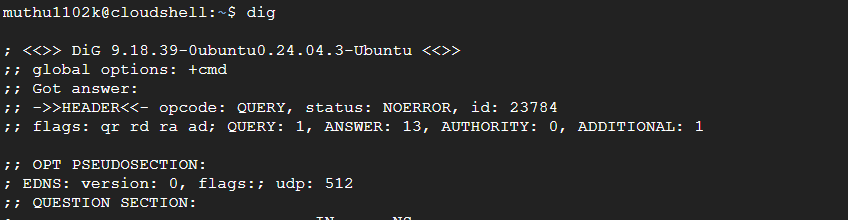 muthu1102k@cloudshell:~$ dig
; <<>> DiG 9.18.39-0ubuntu0.24.04.3-Ubuntu <<>>
;; global options: +cmd
;; Got answer:
;; ->>HEADER<<- opcode: QUERY, status: NOERROR, id: 23784
;; flags: qr rd ra ad; QUERY: 1, ANSWER: 13, AUTHORITY: 0, ADDITIONAL: 1
;; OPT PSEUDOSECTION:
; EDNS: version: 0, flags:; udp: 512
;; QUESTION SECTION:
IN NS